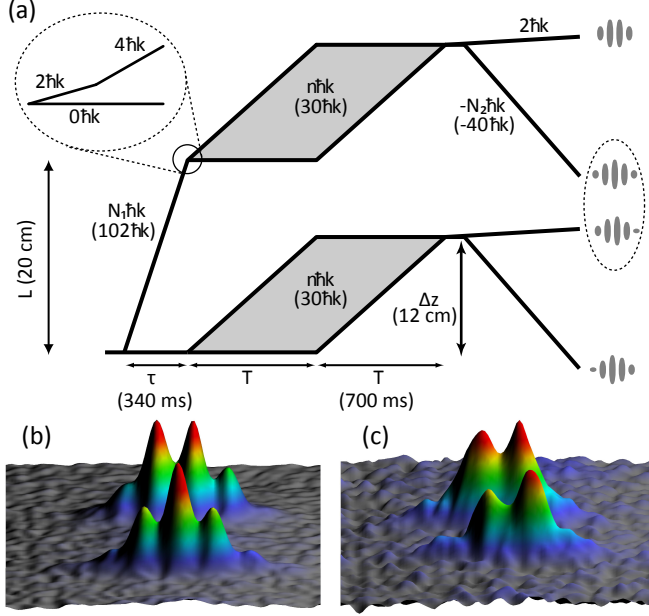 (a)
4ħk
2ħk
0ħk
2ħk
nħk
(30ħk)
-N₂ħk
(-40ħk)
N₁ħk
(102ħk)
L (20 cm)
nħk
(30ħk)
Δz
(12 cm)
τ
T
T
(340 ms)
(700 ms)
(b)
(c)